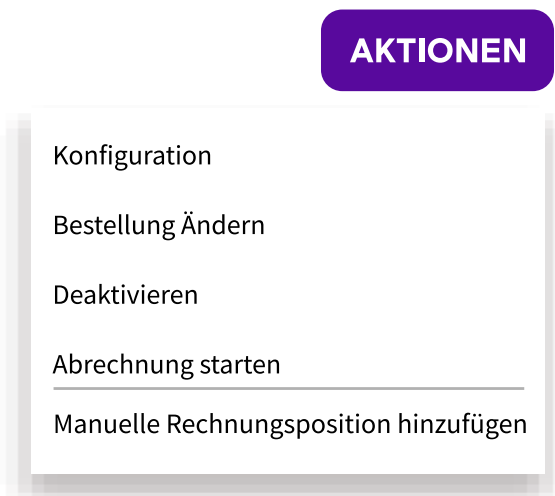 AKTIONEN
Konfiguration
Bestellung Ändern
Deaktivieren
Abrechnung starten
Manuelle Rechnungsposition hinzufügen